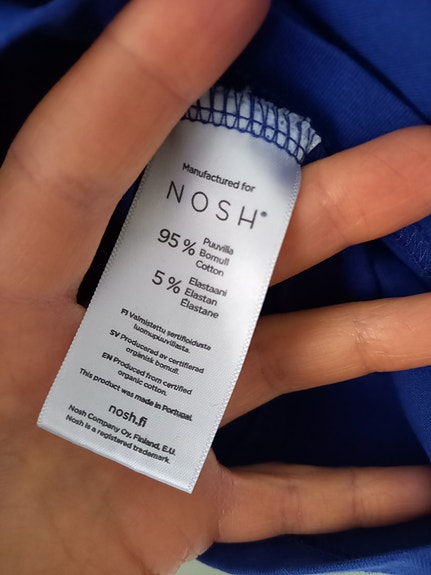 Manufactured for
NOSH®
95 % Puuvilla
Bomull
Cotton
5 % Elastaani
Elastan
Élastane
FI Valmistettu sertifioidusta
luomupuuvillasta.
SV Producerad av certifierad
organisk bomull.
EN Produced from certified
organic cotton.
This product was made in Portugal.
nosh.fi
Nosh Company Oy, Finland, E.U.
Nosh is a registered trademark.